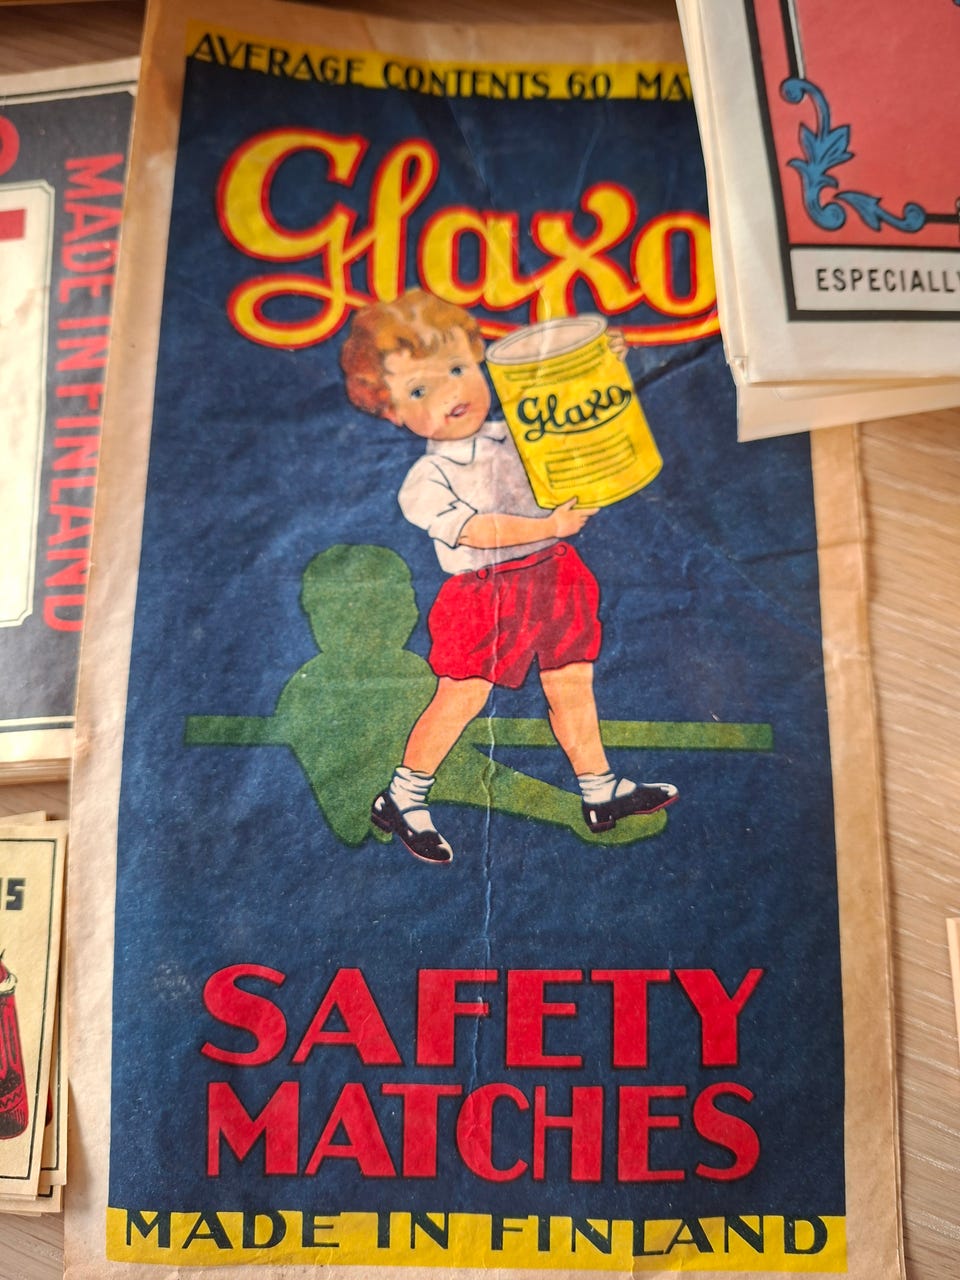 AVERAGE CONTENTS 60
Glaxo
Glaxo
SAFETY
MATCHES
MADE IN FINLAND
MADE IN FINLAND
ESPECIALLY